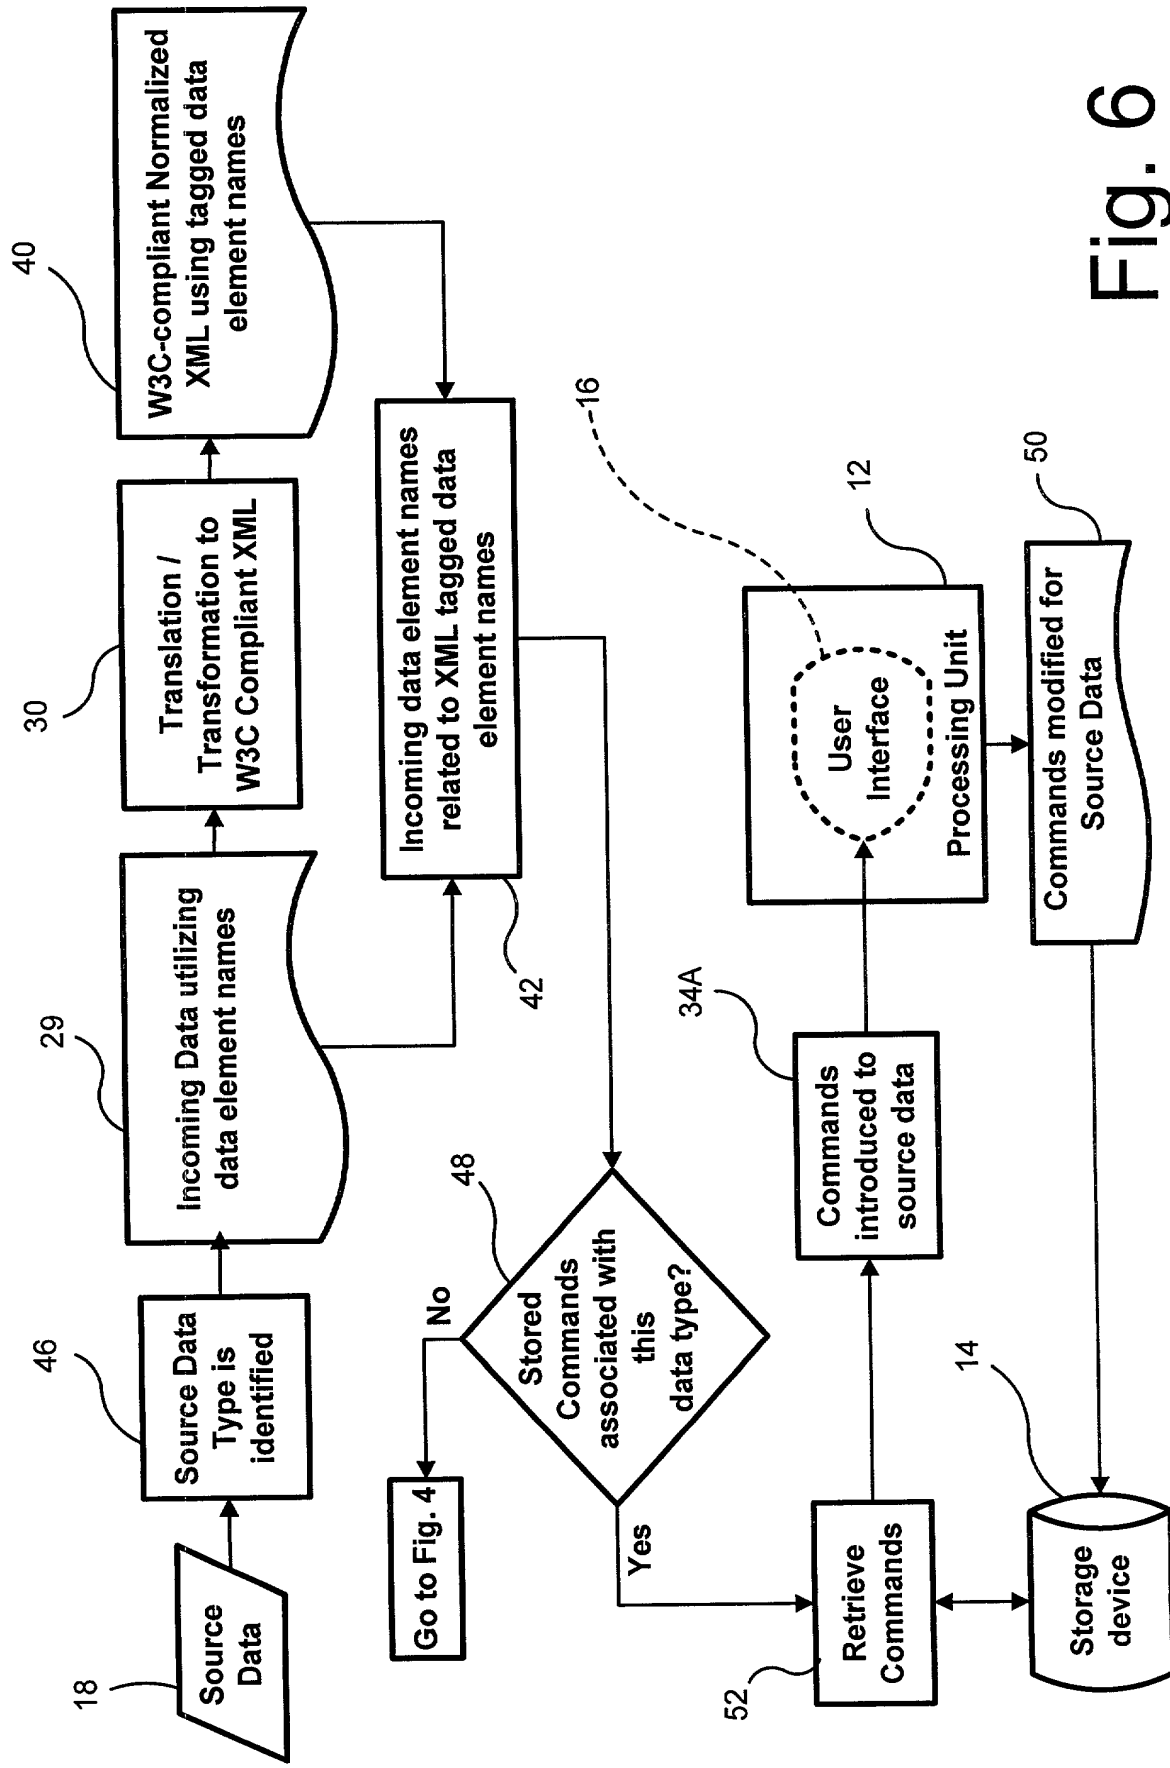 18
Source
Data
46
Source Data
Type is
identified
29
Incoming Data utilizing
data element names
30
Translation /
Transformation to
W3C Compliant XML
40
W3C-compliant Normalized
XML using tagged data
element names
42
Incoming data element names
related to XML tagged data
element names
48
Stored
Commands
associated with
this
data type?
No
Go to Fig. 4
Yes
52
Retrieve
Commands
34A
Commands
introduced to
source data
16
User
Interface
12
Processing Unit
50
Commands modified for
Source Data
14
Storage
device
Fig. 6